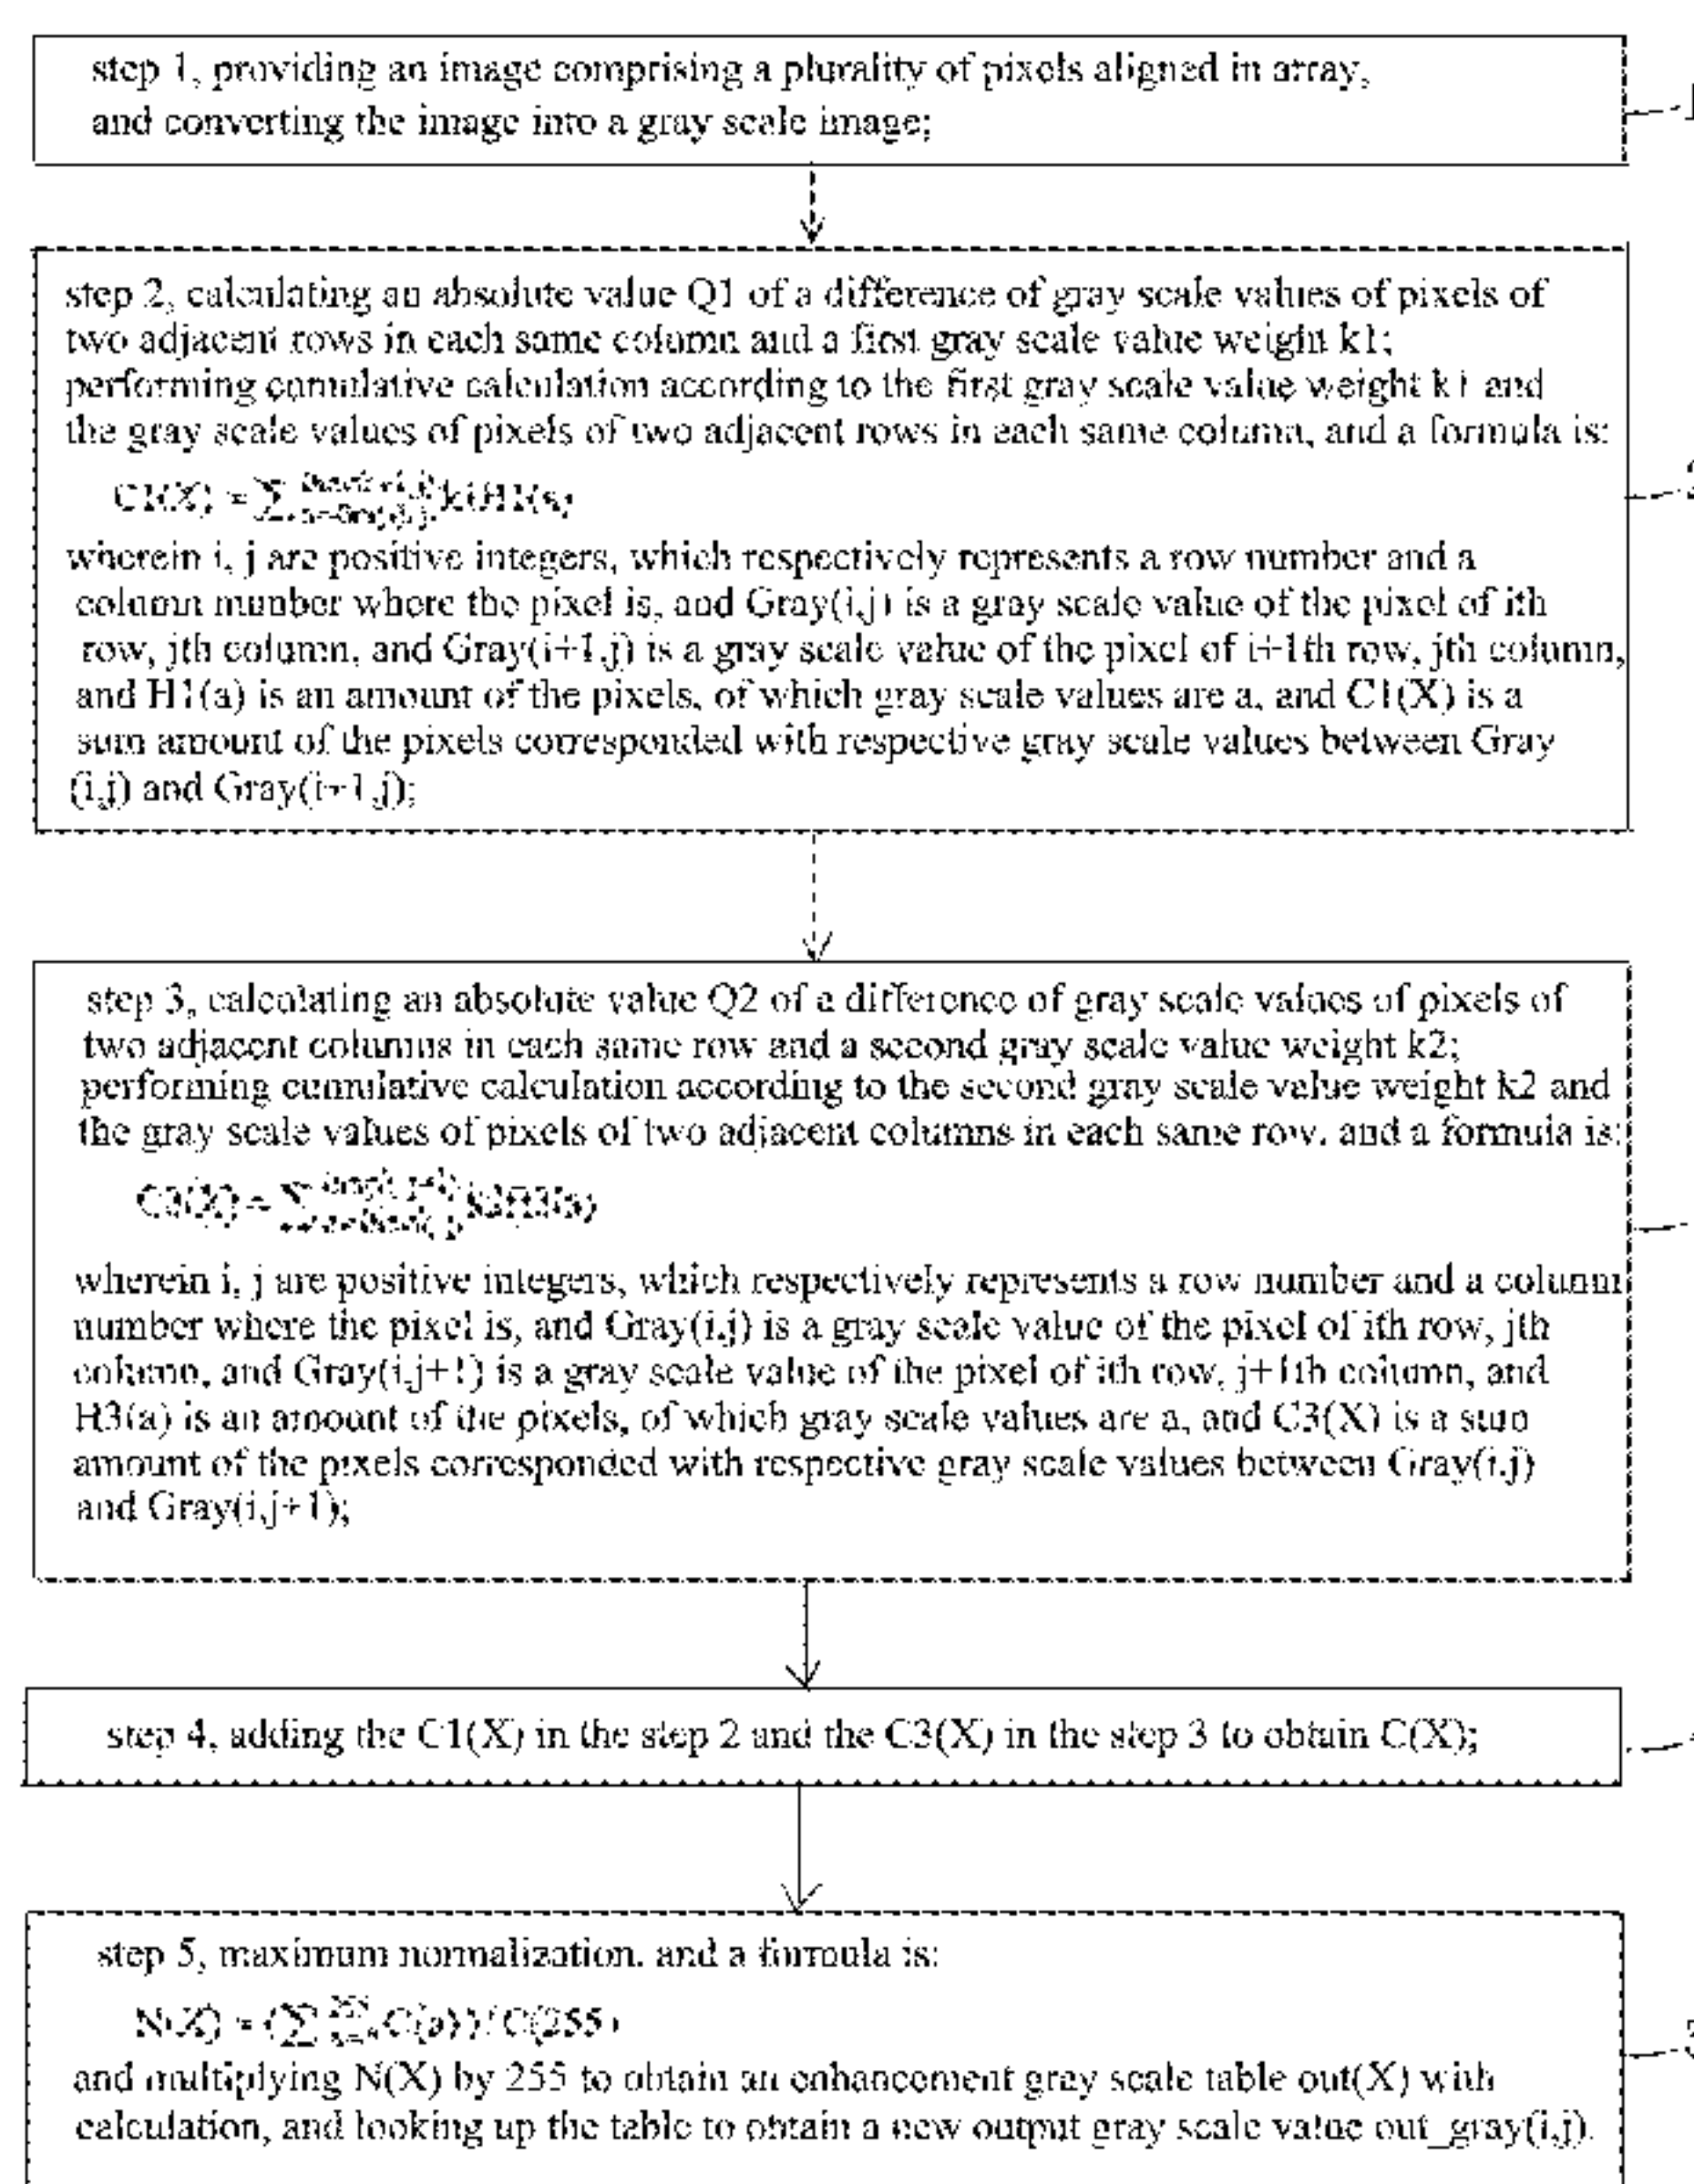 step 1, providing an image comprising a plurality of pixels aligned in array,
and converting the image into a gray scale image;
1
step 2, calculating an absolute value Q1 of a difference of gray scale values of pixels of
two adjacent rows in each same column and a first gray scale value weight k1;
performing cumulative calculation according to the first gray scale value weight k1 and
the gray scale values of pixels of two adjacent rows in each same column, and a formula is:
C1(X) = ∑ k1H1(a)
wherein i, j are positive integers, which respectively represents a row number and a
column number where the pixel is, and Gray(i,j) is a gray scale value of the pixel of ith
row, jth column, and Gray(i+1,j) is a gray scale value of the pixel of i+1th row, jth column,
and H1(a) is an amount of the pixels, of which gray scale values are a, and C1(X) is a
sum amount of the pixels corresponded with respective gray scale values between Gray
(i,j) and Gray(i+1,j);
step 3, calculating an absolute value Q2 of a difference of gray scale values of pixels of
two adjacent columns in each same row and a second gray scale value weight k2;
performing cumulative calculation according to the second gray scale value weight k2 and
the gray scale values of pixels of two adjacent columns in each same row, and a formula is:
C3(X) = ∑ k2H3(a)
wherein i, j are positive integers, which respectively represents a row number and a column
number where the pixel is, and Gray(i,j) is a gray scale value of the pixel of ith row, jth
column, and Gray(i,j+1) is a gray scale value of the pixel of ith row, j+1th column, and
H3(a) is an amount of the pixels, of which gray scale values are a, and C3(X) is a sum
amount of the pixels corresponded with respective gray scale values between Gray(i,j)
and Gray(i,j+1);
step 4, adding the C1(X) in the step 2 and the C3(X) in the step 3 to obtain C(X);
step 5, maximum normalization, and a formula is:
N(X) = (∑ C(a))/C(255)
and multiplying N(X) by 255 to obtain an enhancement gray scale table out(X) with
calculation, and looking up the table to obtain a new output gray scale value out_gray(i,j).